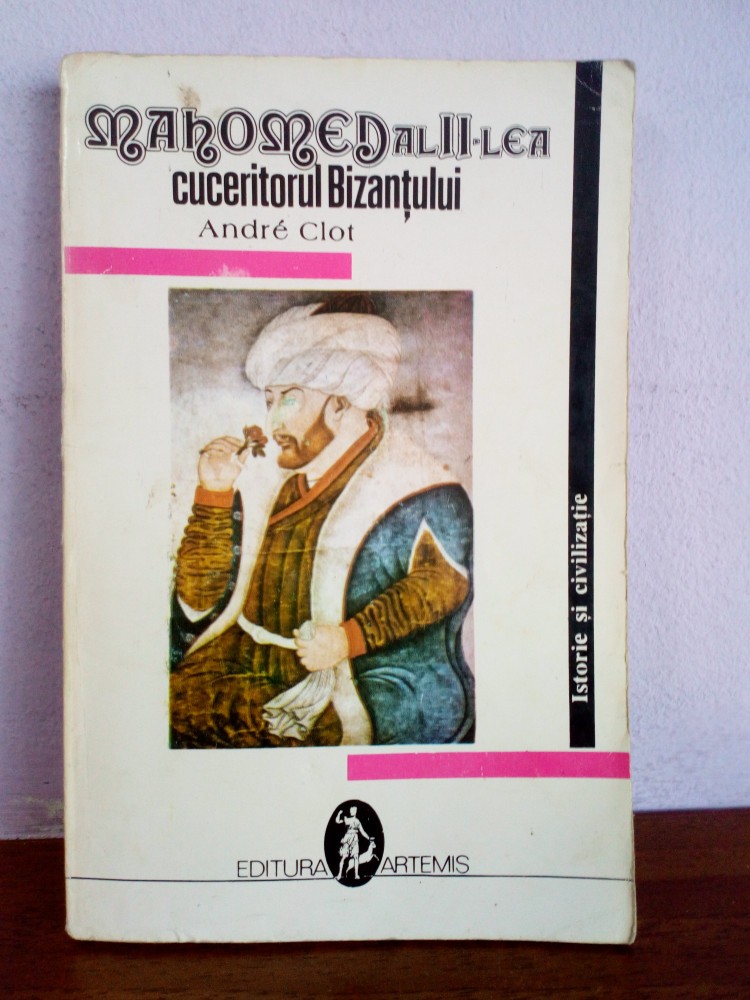 MAhOMED AL II-LEA
cuceritorul Bizanțului
André Clot
Istorie și civilizație
EDITURA ARTEMIS